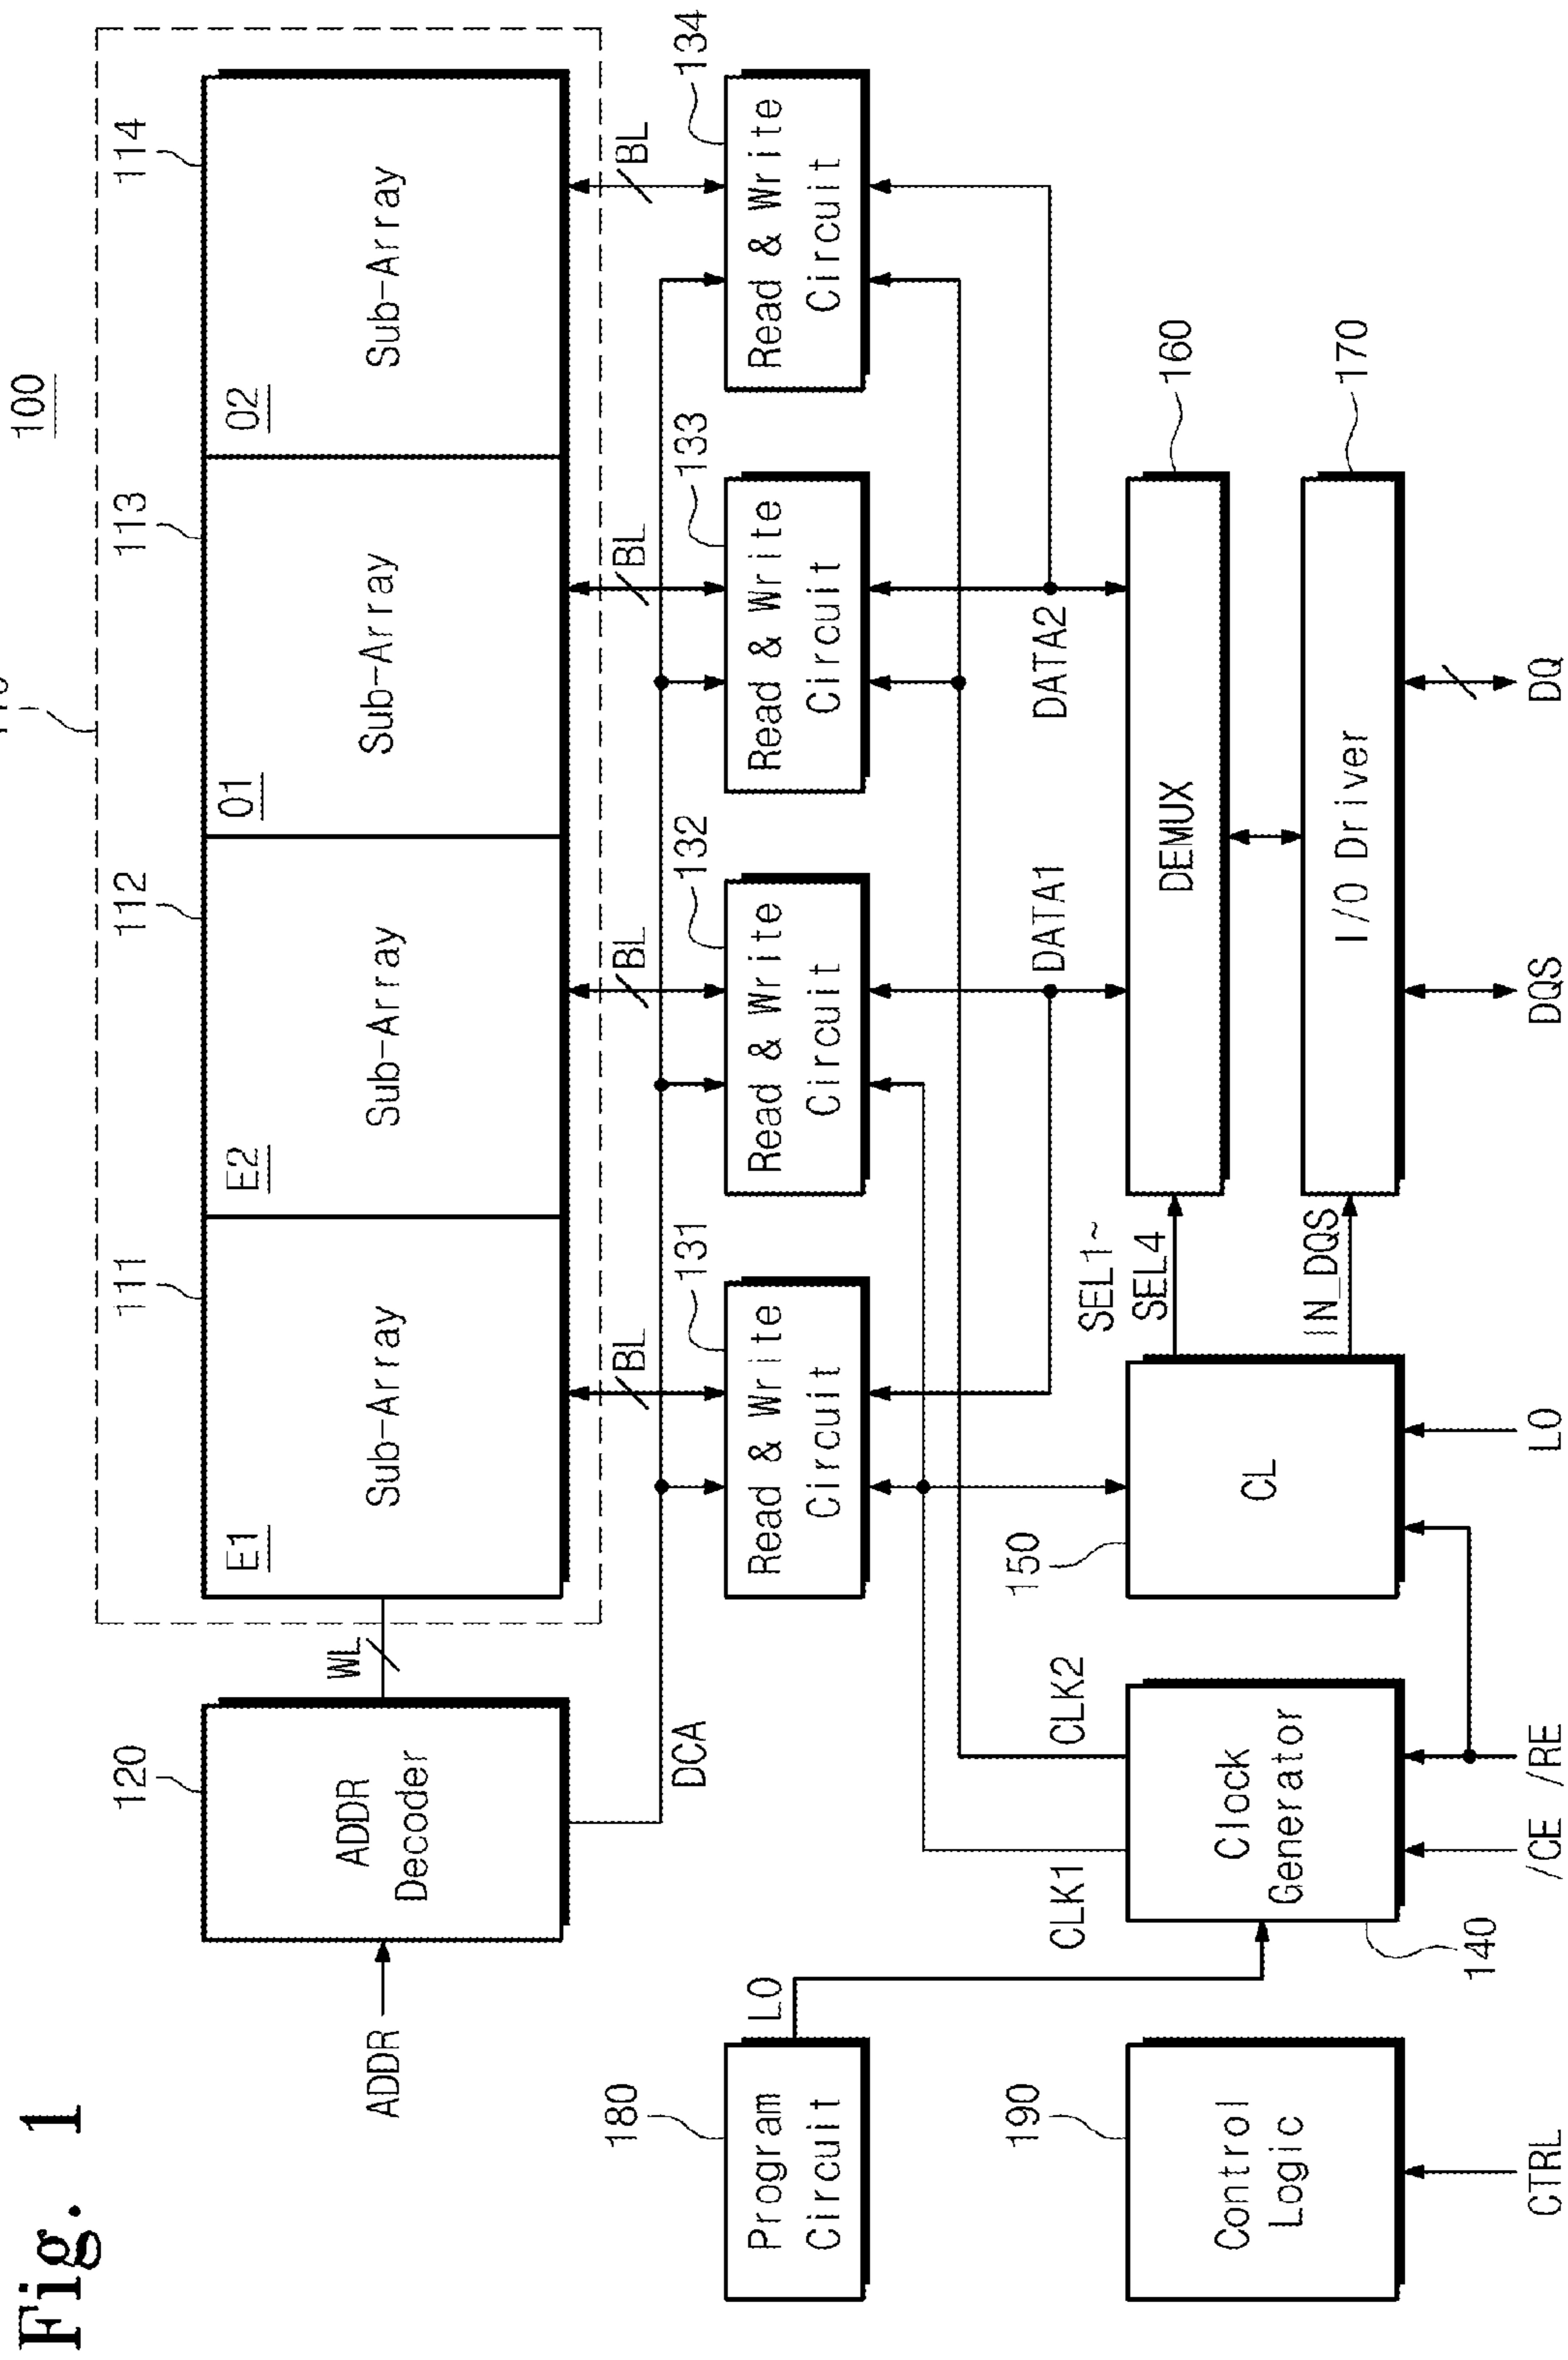 Fig. 1
100
120
111
112
113
114
ADDR
ADDR
Decoder
WL
E1
Sub-Array
E2
Sub-Array
O1
Sub-Array
O2
Sub-Array
BL
BL
BL
BL
DCA
180
131
132
133
134
Program
Circuit
LO
Read & Write
Circuit
Read & Write
Circuit
Read & Write
Circuit
Read & Write
Circuit
190
CLK1
CLK2
150
SEL1~
SEL4
DATA1
DATA2
160
Control
Logic
Clock
Generator
CL
DEMUX
140
IN_DQS
I/O Driver
170
CTRL
/CE
/RE
LO
DQS
DQ